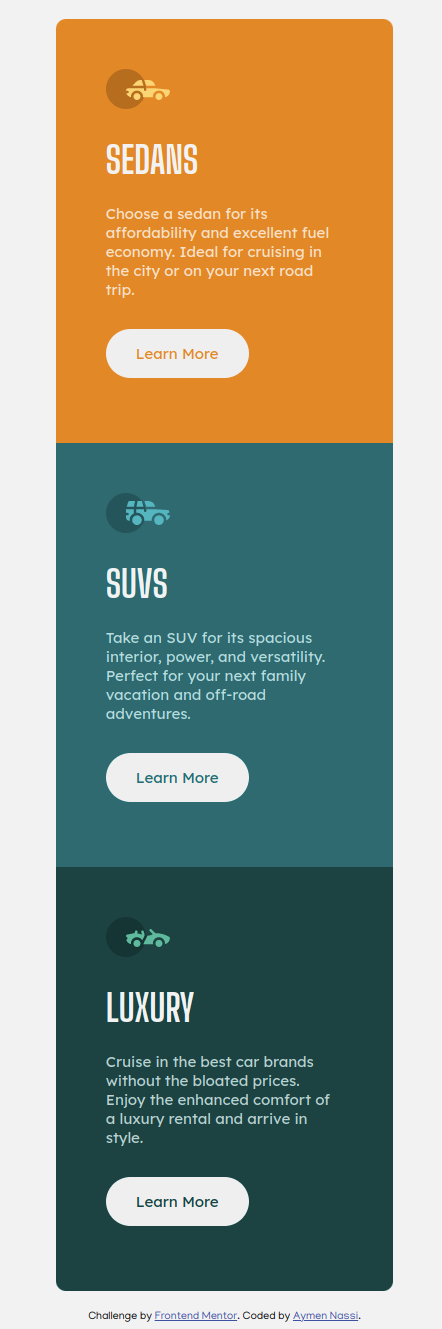 SEDANS
Choose a sedan for its
affordability and excellent fuel
economy. Ideal for cruising in
the city or on your next road
trip.
Learn More
SUVS
Take an SUV for its spacious
interior, power, and versatility.
Perfect for your next family
vacation and off-road
adventures.
Learn More
LUXURY
Cruise in the best car brands
without the bloated prices.
Enjoy the enhanced comfort of
a luxury rental and arrive in
style.
Learn More
Challenge by Frontend Mentor. Coded by Aymen Nassi.